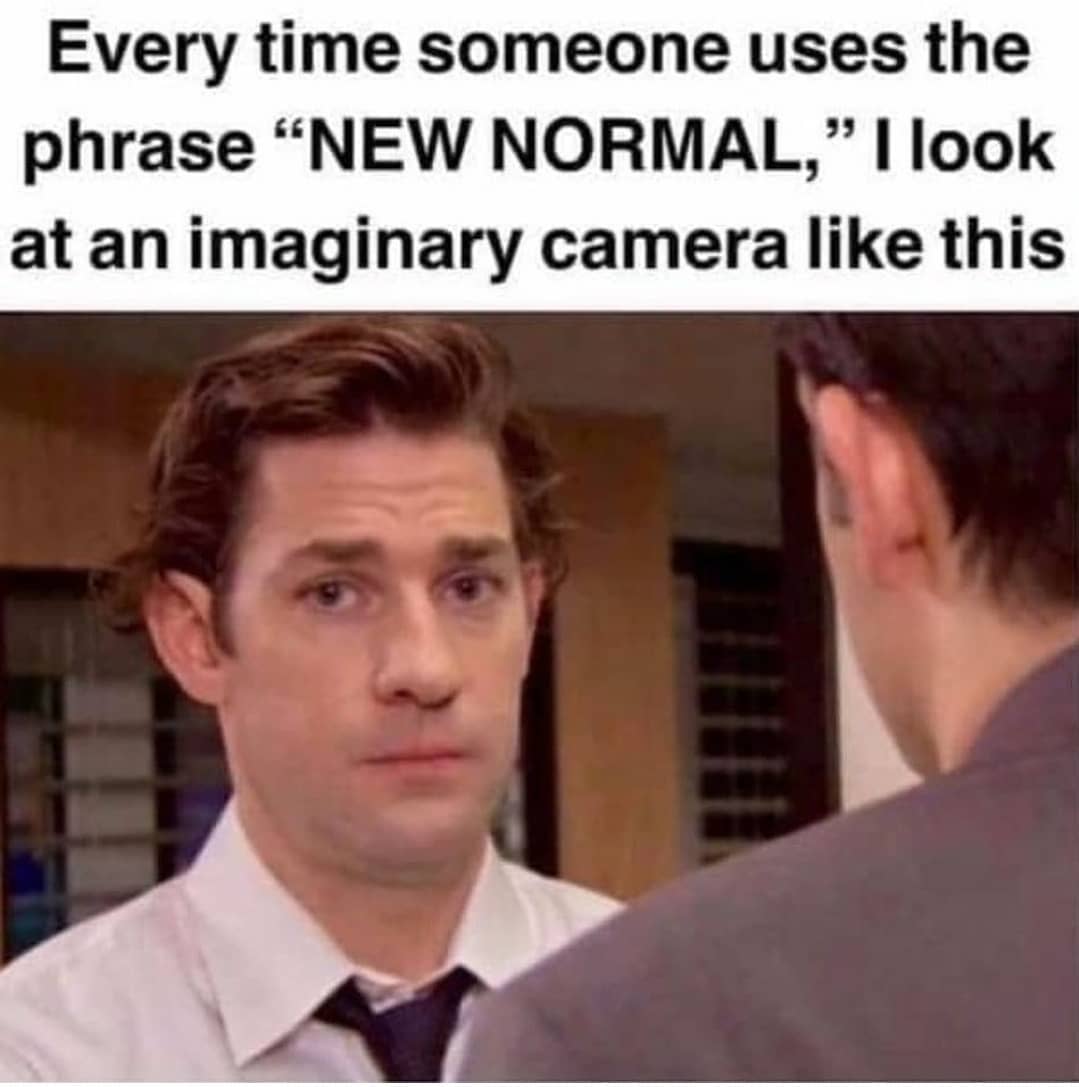 Every time someone uses the
phrase “NEW NORMAL,” I look
at an imaginary camera like this